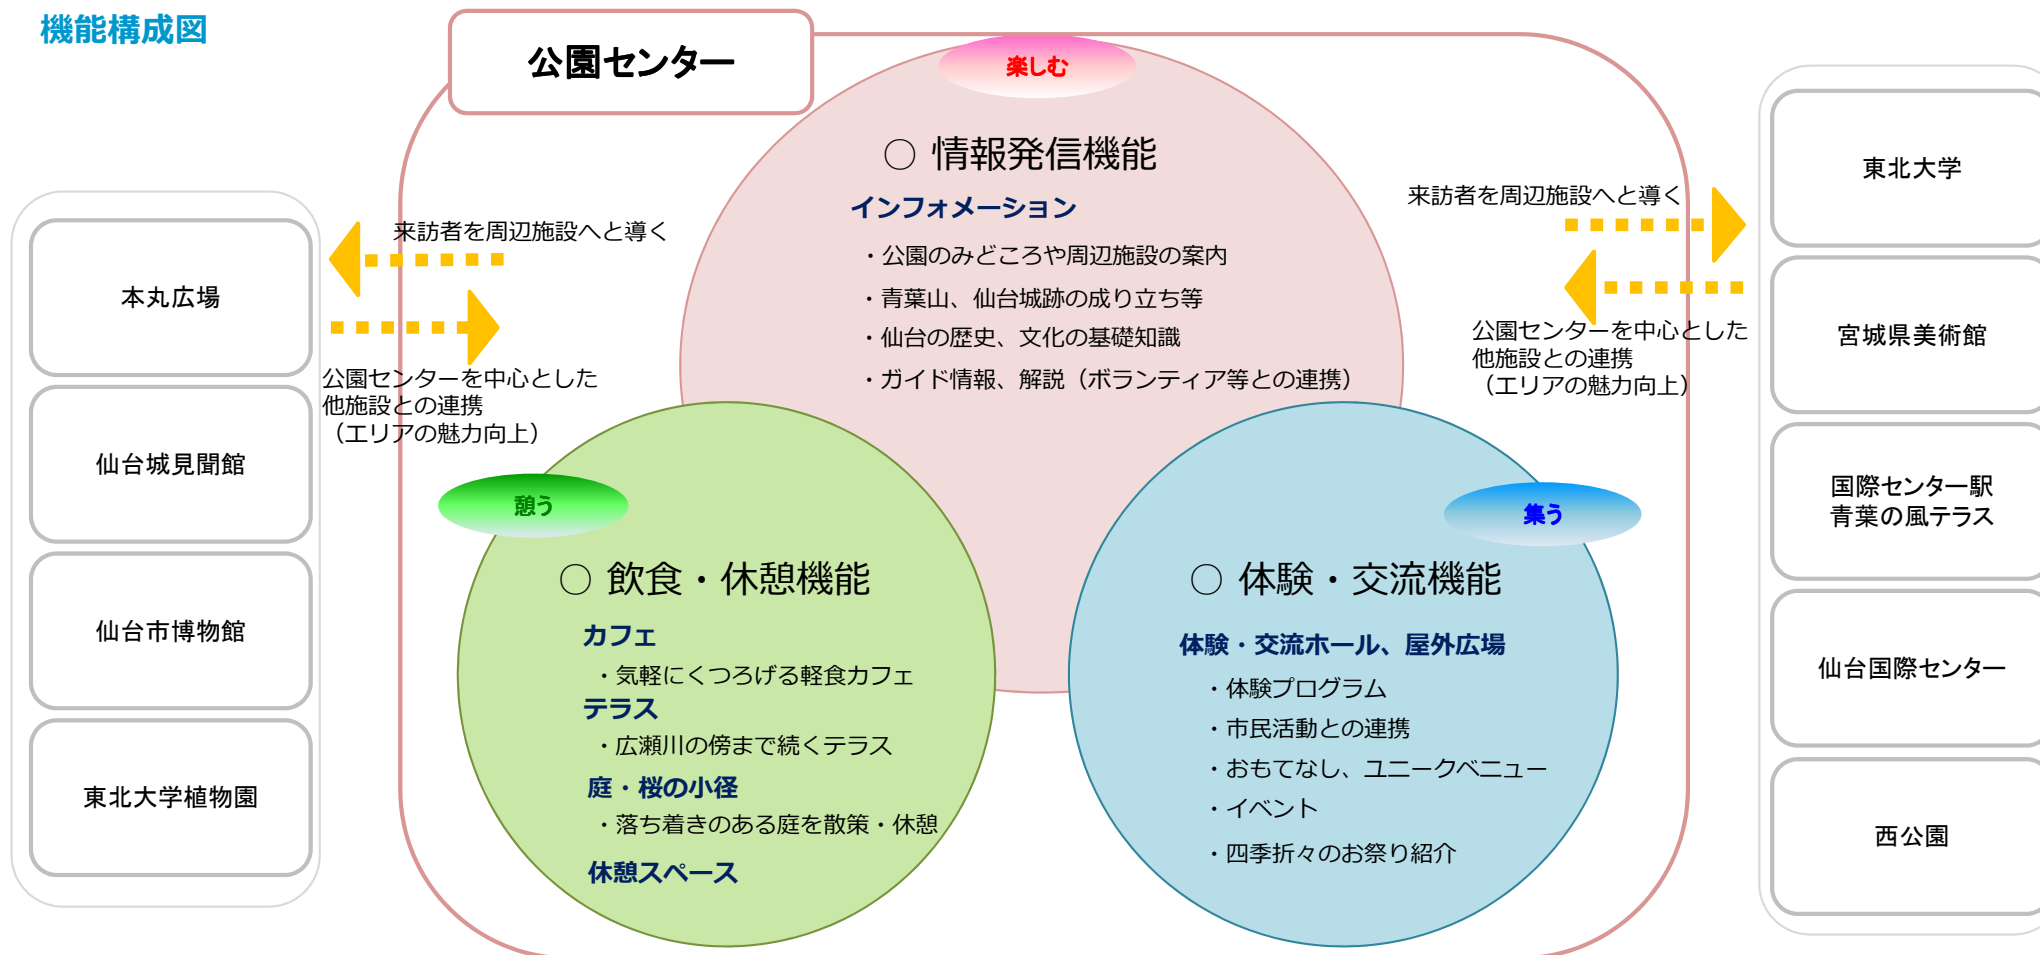 機能構成図
公園センター
楽しむ
○ 情報発信機能
インフォメーション
・公園のみどころや周辺施設の案内
・青葉山、仙台城跡の成り立ち等
・仙台の歴史、文化の基礎知識
・ガイド情報、解説（ボランティア等との連携）
来訪者を周辺施設へと導く
公園センターを中心とした
他施設との連携
（エリアの魅力向上）
本丸広場
仙台城見聞館
仙台市博物館
東北大学植物園
憩う
○ 飲食・休憩機能
カフェ
・気軽にくつろげる軽食カフェ
テラス
・広瀬川の傍まで続くテラス
庭・桜の小径
・落ち着きのある庭を散策・休憩
休憩スペース
集う
○ 体験・交流機能
体験・交流ホール、屋外広場
・体験プログラム
・市民活動との連携
・おもてなし、ユニークベニュー
・イベント
・四季折々のお祭り紹介
来訪者を周辺施設へと導く
公園センターを中心とした
他施設との連携
（エリアの魅力向上）
東北大学
宮城県美術館
国際センター駅
青葉の風テラス
仙台国際センター
西公園